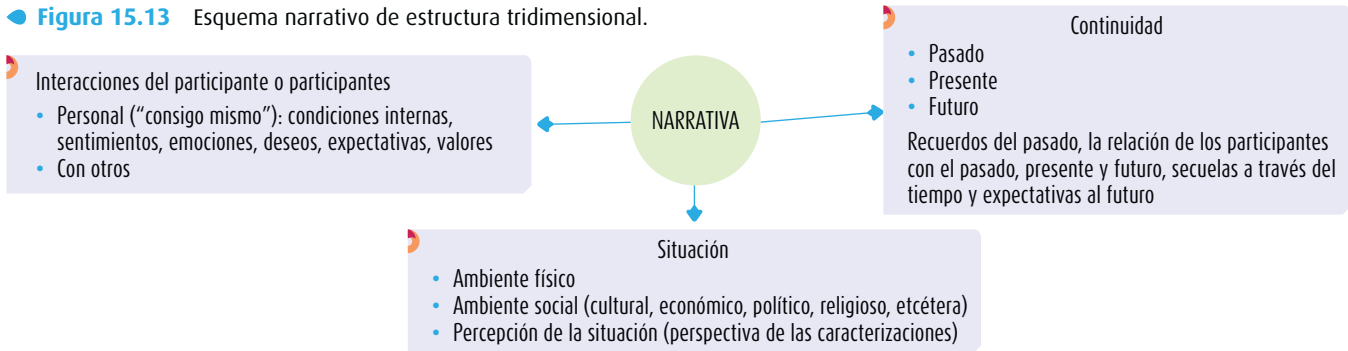 Figura 15.13 Esquema narrativo de estructura tridimensional.
Interacciones del participante o participantes
• Personal (“consigo mismo”): condiciones internas,
sentimientos, emociones, deseos, expectativas, valores
• Con otros
NARRATIVA
Continuidad
• Pasado
• Presente
• Futuro
Recuerdos del pasado, la relación de los participantes
con el pasado, presente y futuro, secuelas a través del
tiempo y expectativas al futuro
Situación
• Ambiente físico
• Ambiente social (cultural, económico, político, religioso, etcétera)
• Percepción de la situación (perspectiva de las caracterizaciones)